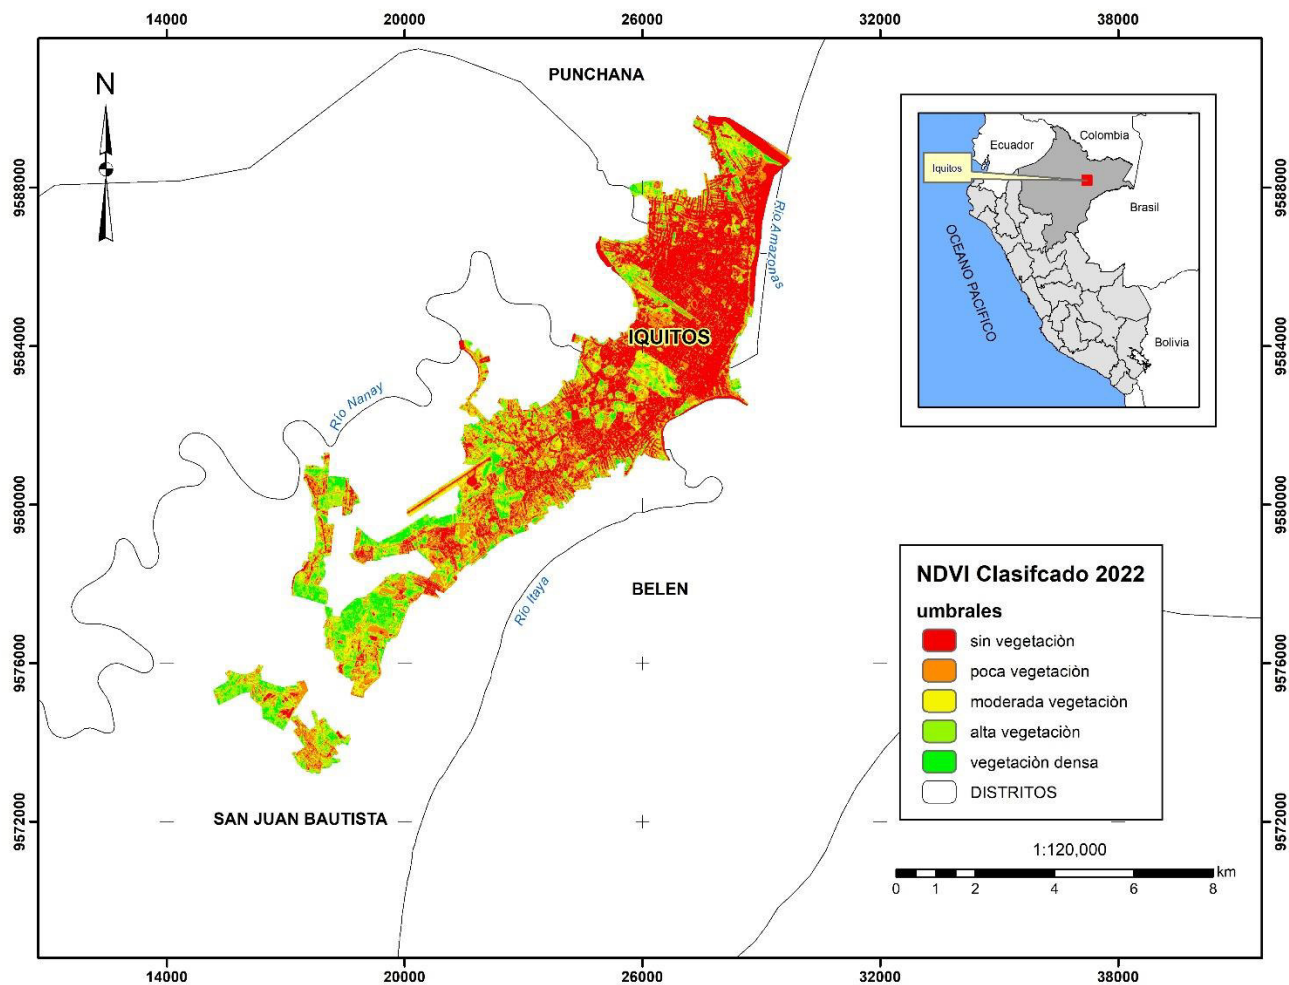 14000
20000
26000
32000
38000
PUNCHANA
N
Ecuador
Colombia
Iquitos
Brasil
OCEANO PACIFICO
Bolivia
9588000
9588000
Río Amazonas
IQUITOS
9584000
9584000
Río Nanay
9580000
9580000
BELEN
Río Itaya
9576000
9576000
NDVI Clasifcado 2022
umbrales
sin vegetaciòn
poca vegetaciòn
moderada vegetaciòn
alta vegetaciòn
vegetaciòn densa
DISTRITOS
SAN JUAN BAUTISTA
9572000
9572000
1:120,000
km
0 1 2 4 6 8
14000
20000
26000
32000
38000